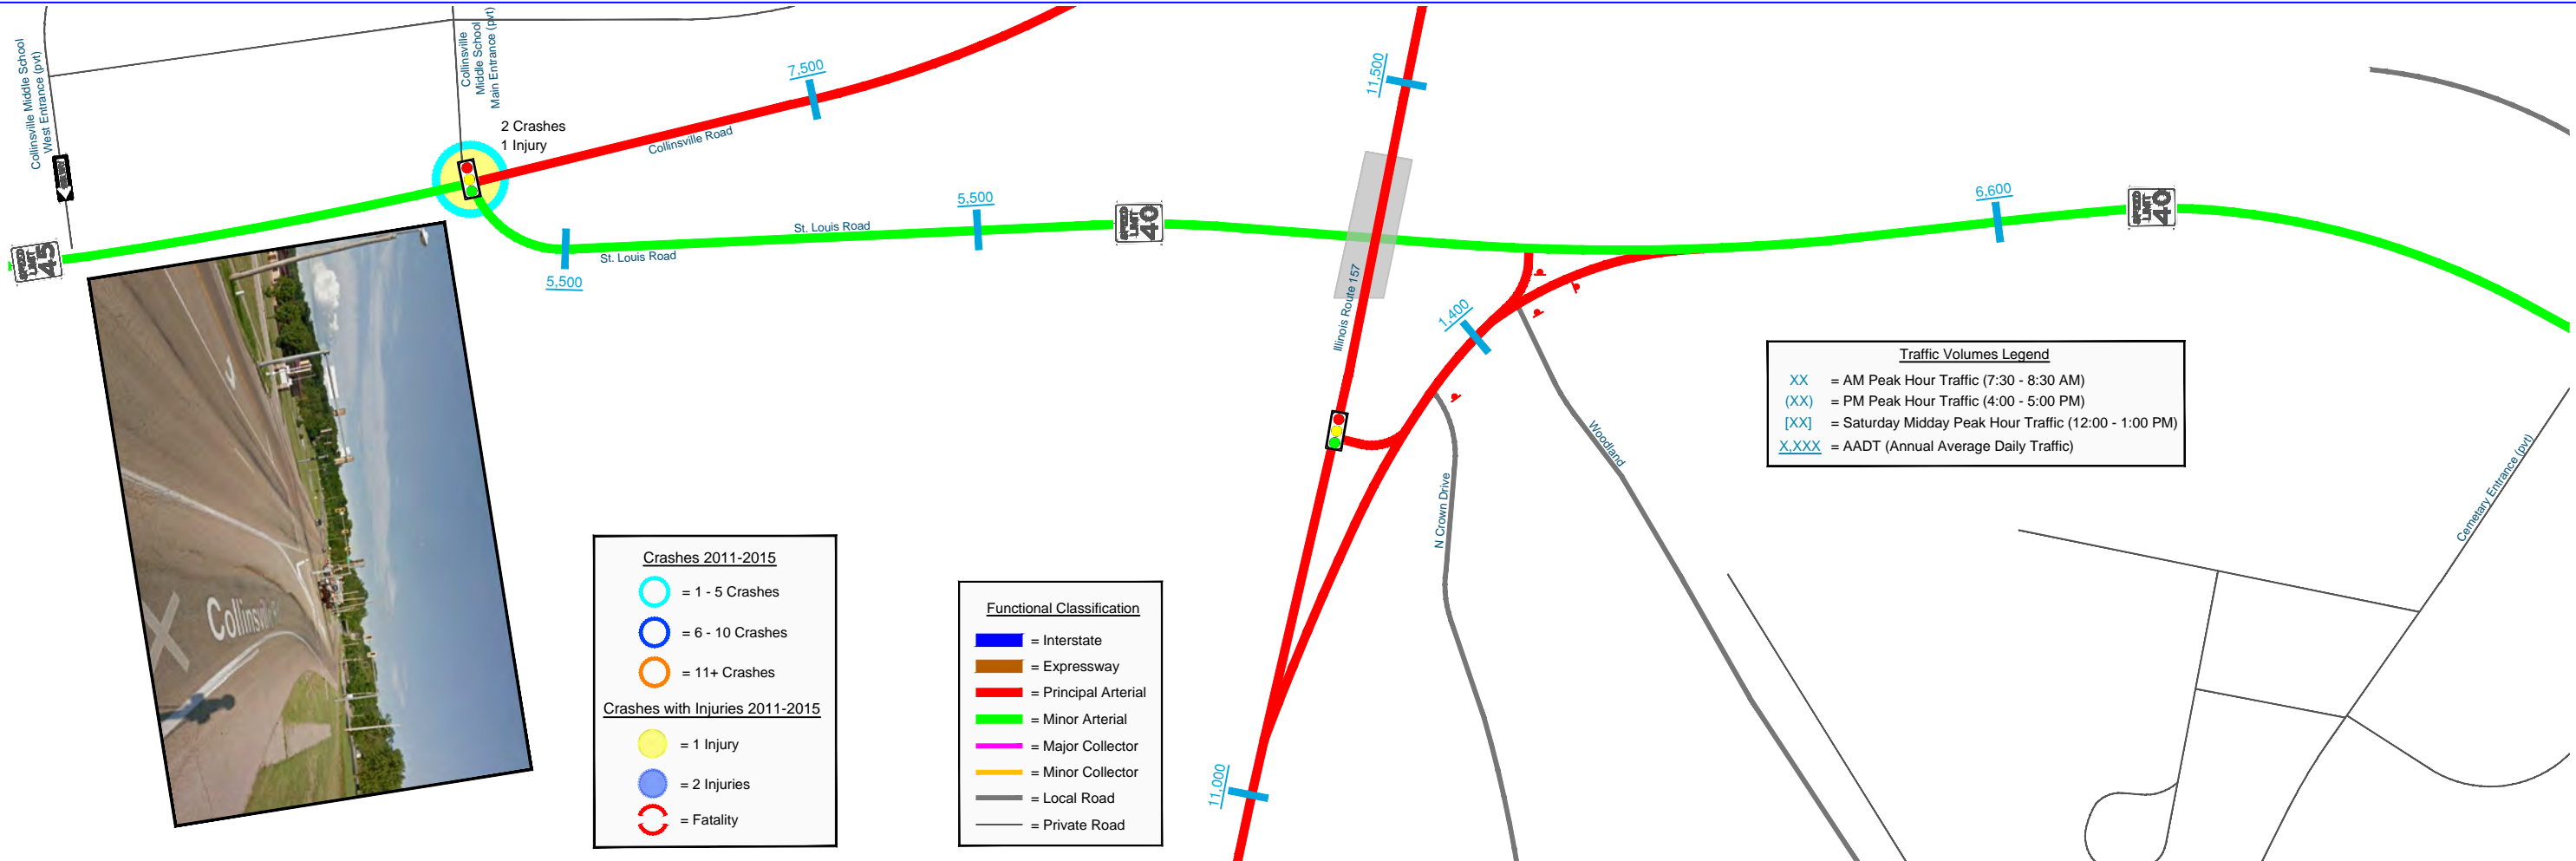 Collinsville Middle School
West Entrance (pvt)
Collinsville
Middle School
Main Entrance (pvt)
2 Crashes
1 Injury
7,500
Collinsville Road
11,500
5,500
St. Louis Road
St. Louis Road
5,500
SPEED
LIMIT
45
SPEED
LIMIT
40
6,600
SPEED
LIMIT
40
Illinois Route 157
1,400
Woodland
N Crown Drive
11,000
Cemetary Entrance (pvt)
Traffic Volumes Legend
XX = AM Peak Hour Traffic (7:30 - 8:30 AM)
(XX) = PM Peak Hour Traffic (4:00 - 5:00 PM)
[XX] = Saturday Midday Peak Hour Traffic (12:00 - 1:00 PM)
X,XXX = AADT (Annual Average Daily Traffic)
Crashes 2011-2015
= 1 - 5 Crashes
= 6 - 10 Crashes
= 11+ Crashes
Crashes with Injuries 2011-2015
= 1 Injury
= 2 Injuries
= Fatality
Functional Classification
= Interstate
= Expressway
= Principal Arterial
= Minor Arterial
= Major Collector
= Minor Collector
= Local Road
= Private Road